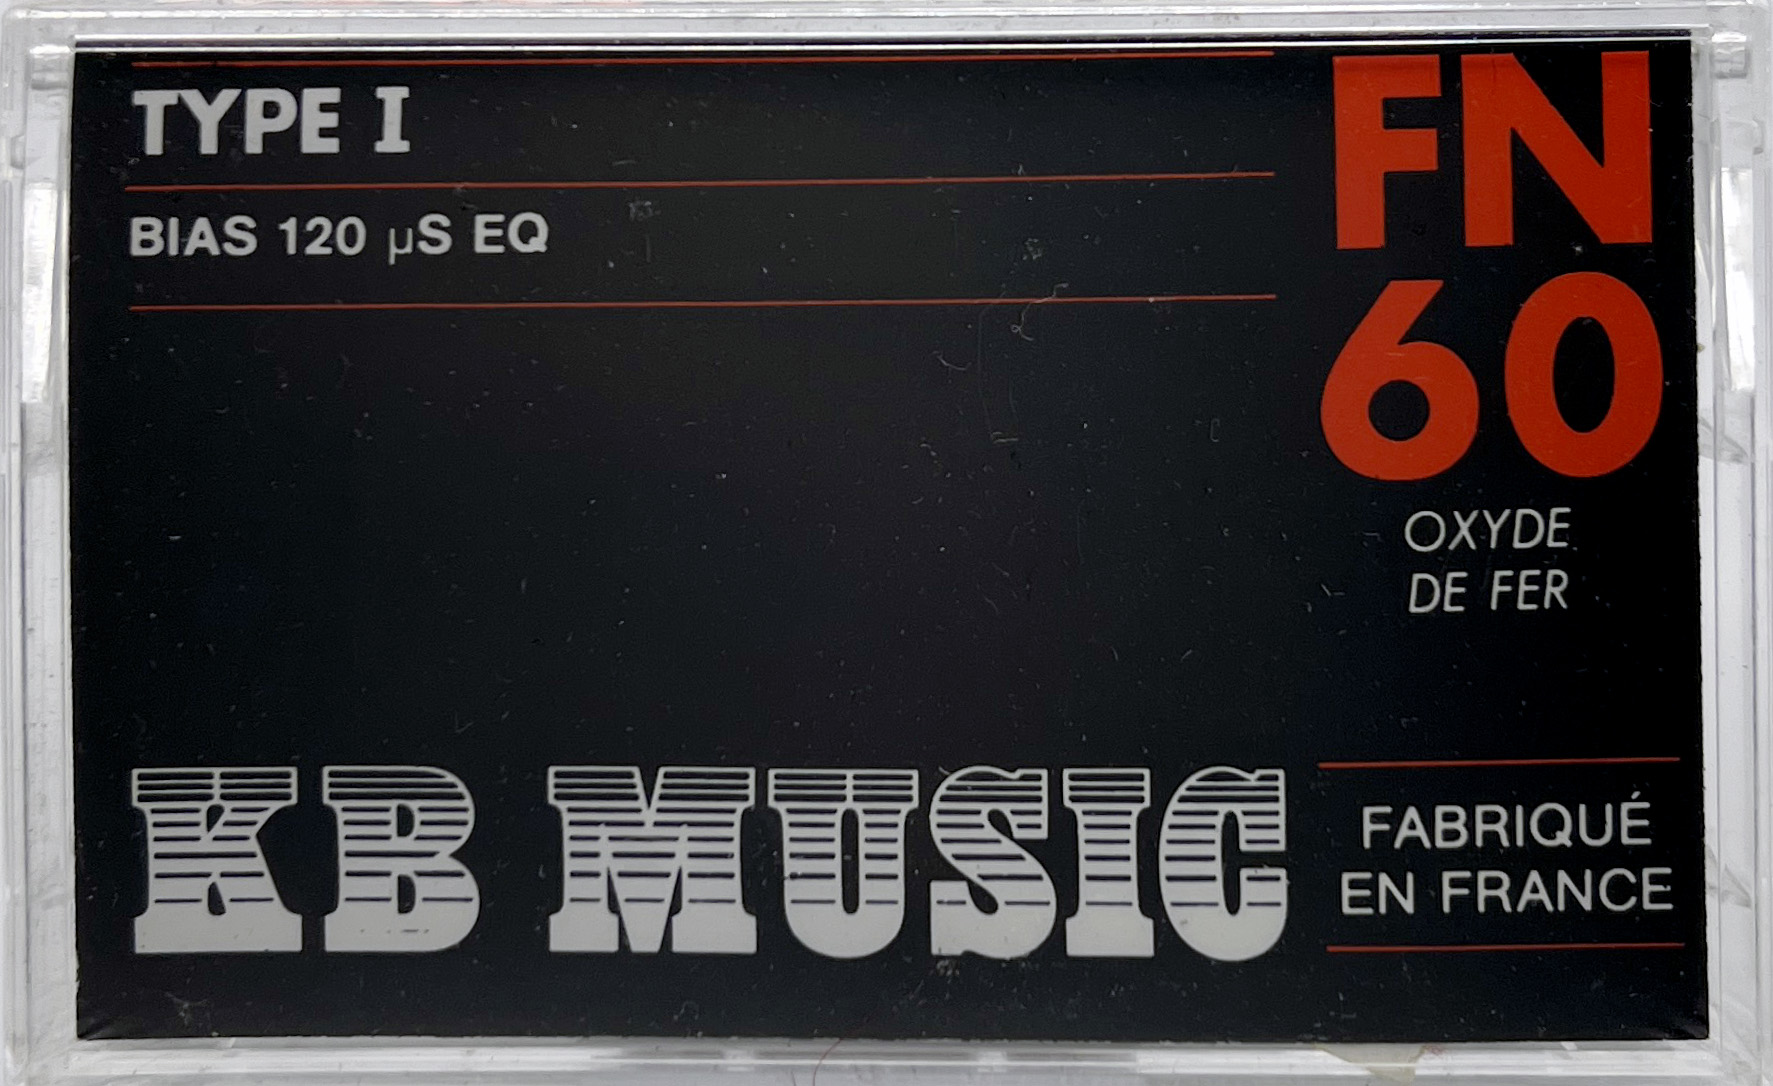 TYPE I
BIAS 120 µS EQ
FN
60
OXYDE
DE FER
KB MUSIC
FABRIQUÉ
EN FRANCE